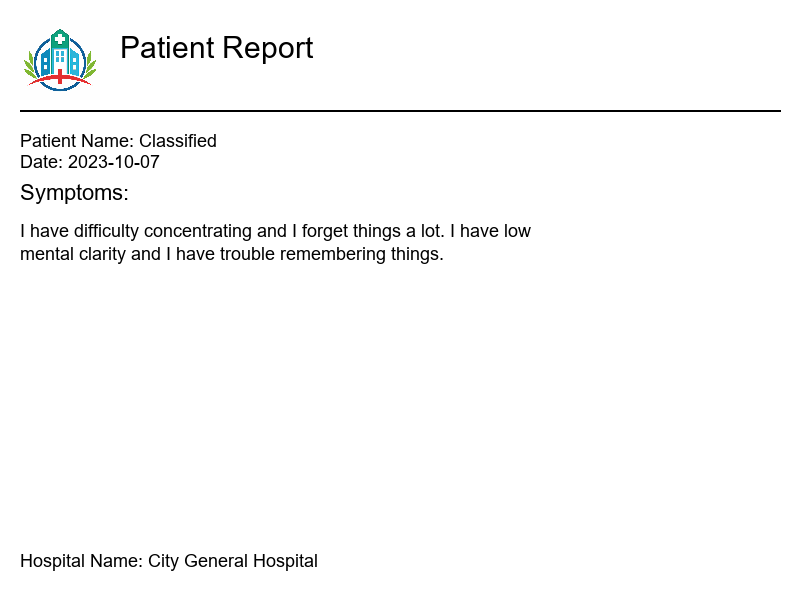 Patient Report
Patient Name: Classified
Date: 2023-10-07
Symptoms:
I have difficulty concentrating and I forget things a lot. I have low
mental clarity and I have trouble remembering things.
Hospital Name: City General Hospital